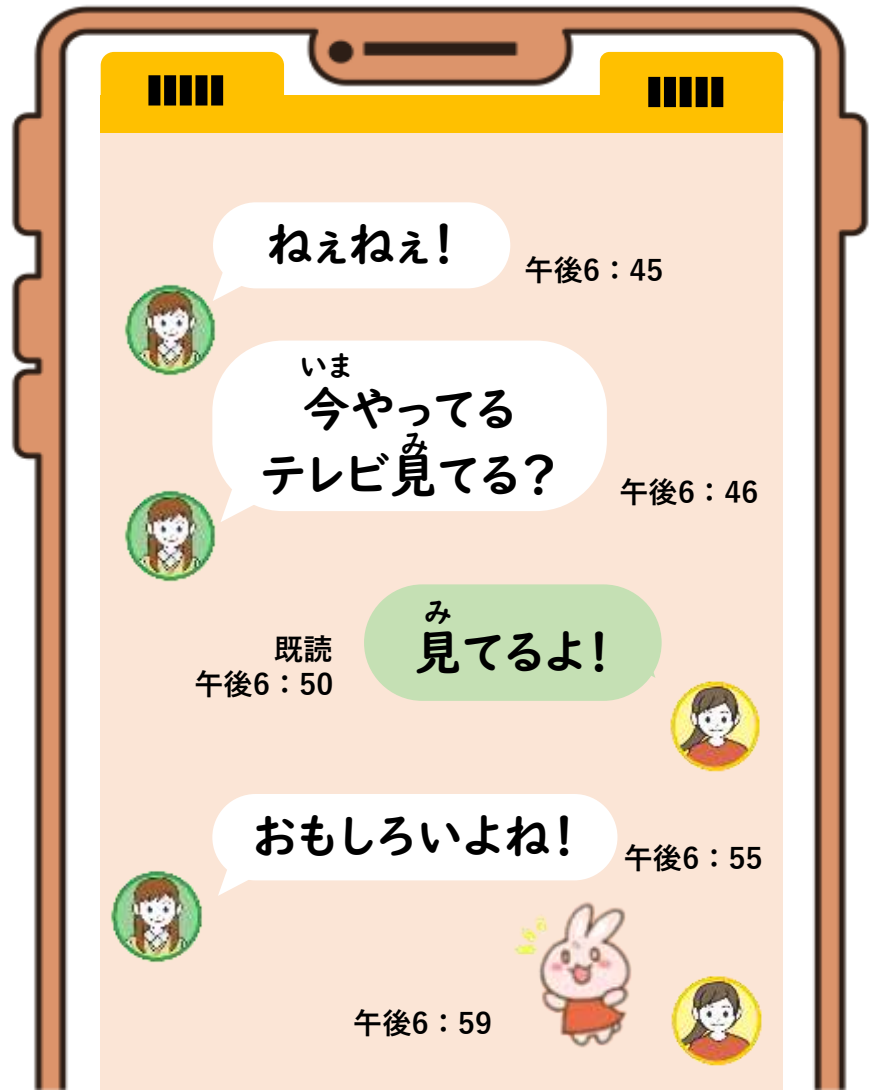 ねぇねぇ！
午後6：45
いま
今やってる
み
テレビ見てる？
午後6：46
み
見てるよ！
既読
午後6：50
おもしろいよね！
午後6：55
午後6：59